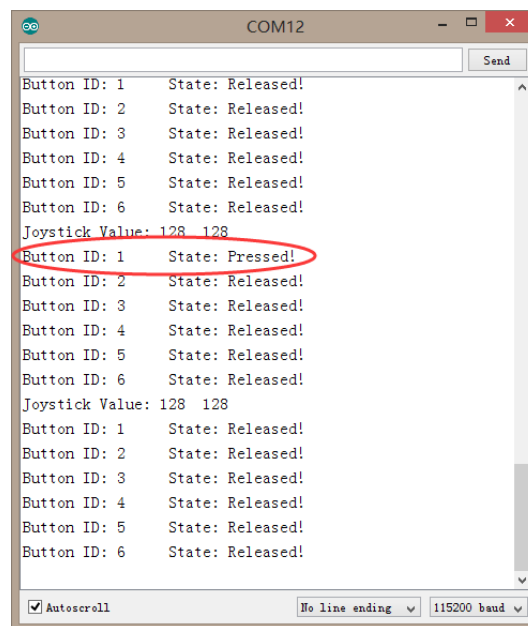 COM12
Send
Button ID: 1 State: Released!
Button ID: 2 State: Released!
Button ID: 3 State: Released!
Button ID: 4 State: Released!
Button ID: 5 State: Released!
Button ID: 6 State: Released!
Joystick Value: 128 128
Button ID: 1 State: Pressed!
Button ID: 2 State: Released!
Button ID: 3 State: Released!
Button ID: 4 State: Released!
Button ID: 5 State: Released!
Button ID: 6 State: Released!
Joystick Value: 128 128
Button ID: 1 State: Released!
Button ID: 2 State: Released!
Button ID: 3 State: Released!
Button ID: 4 State: Released!
Button ID: 5 State: Released!
Button ID: 6 State: Released!
Autoscroll No line ending 115200 baud